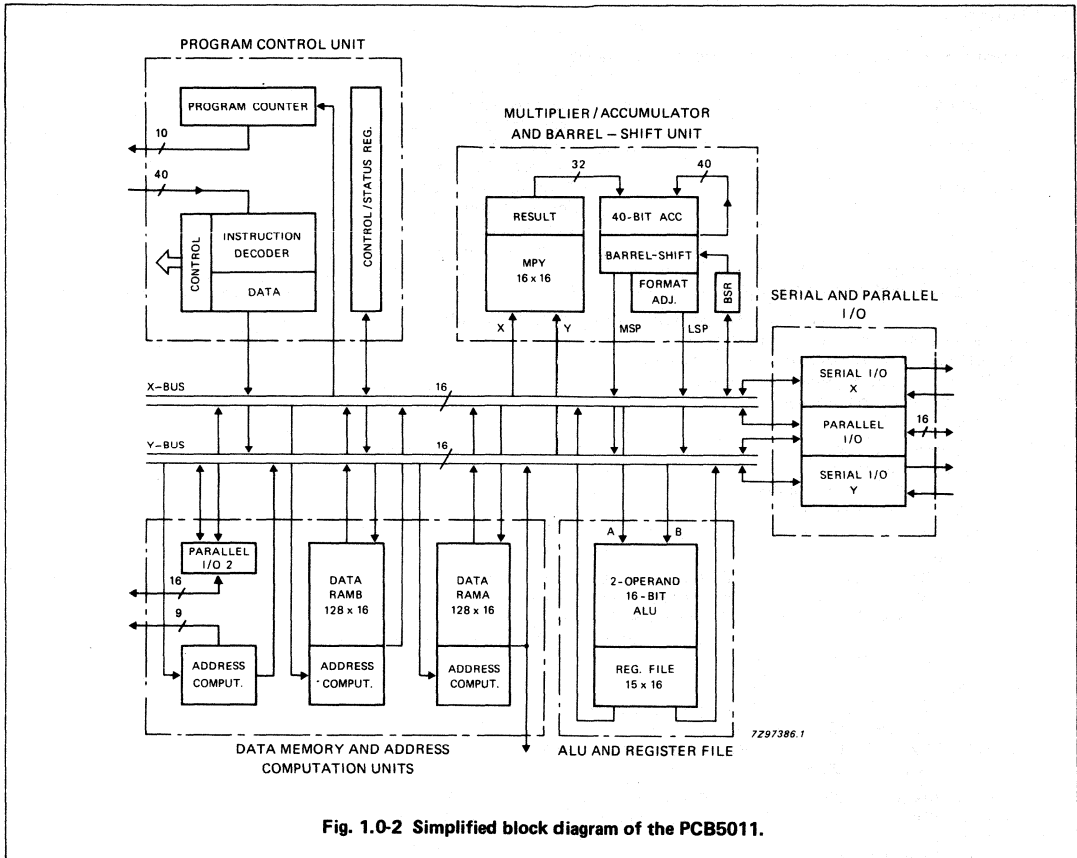 PROGRAM CONTROL UNIT
PROGRAM COUNTER
10
40
CONTROL
INSTRUCTION
DECODER
DATA
CONTROL/STATUS REG.
MULTIPLIER/ACCUMULATOR
AND BARREL – SHIFT UNIT
32
40
RESULT
MPY
16 x 16
40-BIT ACC
BARREL-SHIFT
FORMAT
ADJ.
BSR
X
Y
MSP
LSP
SERIAL AND PARALLEL
I/O
SERIAL I/O
X
PARALLEL
I/O
16
SERIAL I/O
Y
X-BUS
16
Y-BUS
16
PARALLEL
I/O 2
16
9
ADDRESS
COMPUT.
DATA
RAMB
128 x 16
ADDRESS
COMPUT.
DATA
RAMA
128 x 16
ADDRESS
COMPUT.
DATA MEMORY AND ADDRESS
COMPUTATION UNITS
A
B
2-OPERAND
16-BIT
ALU
REG. FILE
15 x 16
ALU AND REGISTER FILE
7Z97386.1
Fig. 1.0-2 Simplified block diagram of the PCB5011.